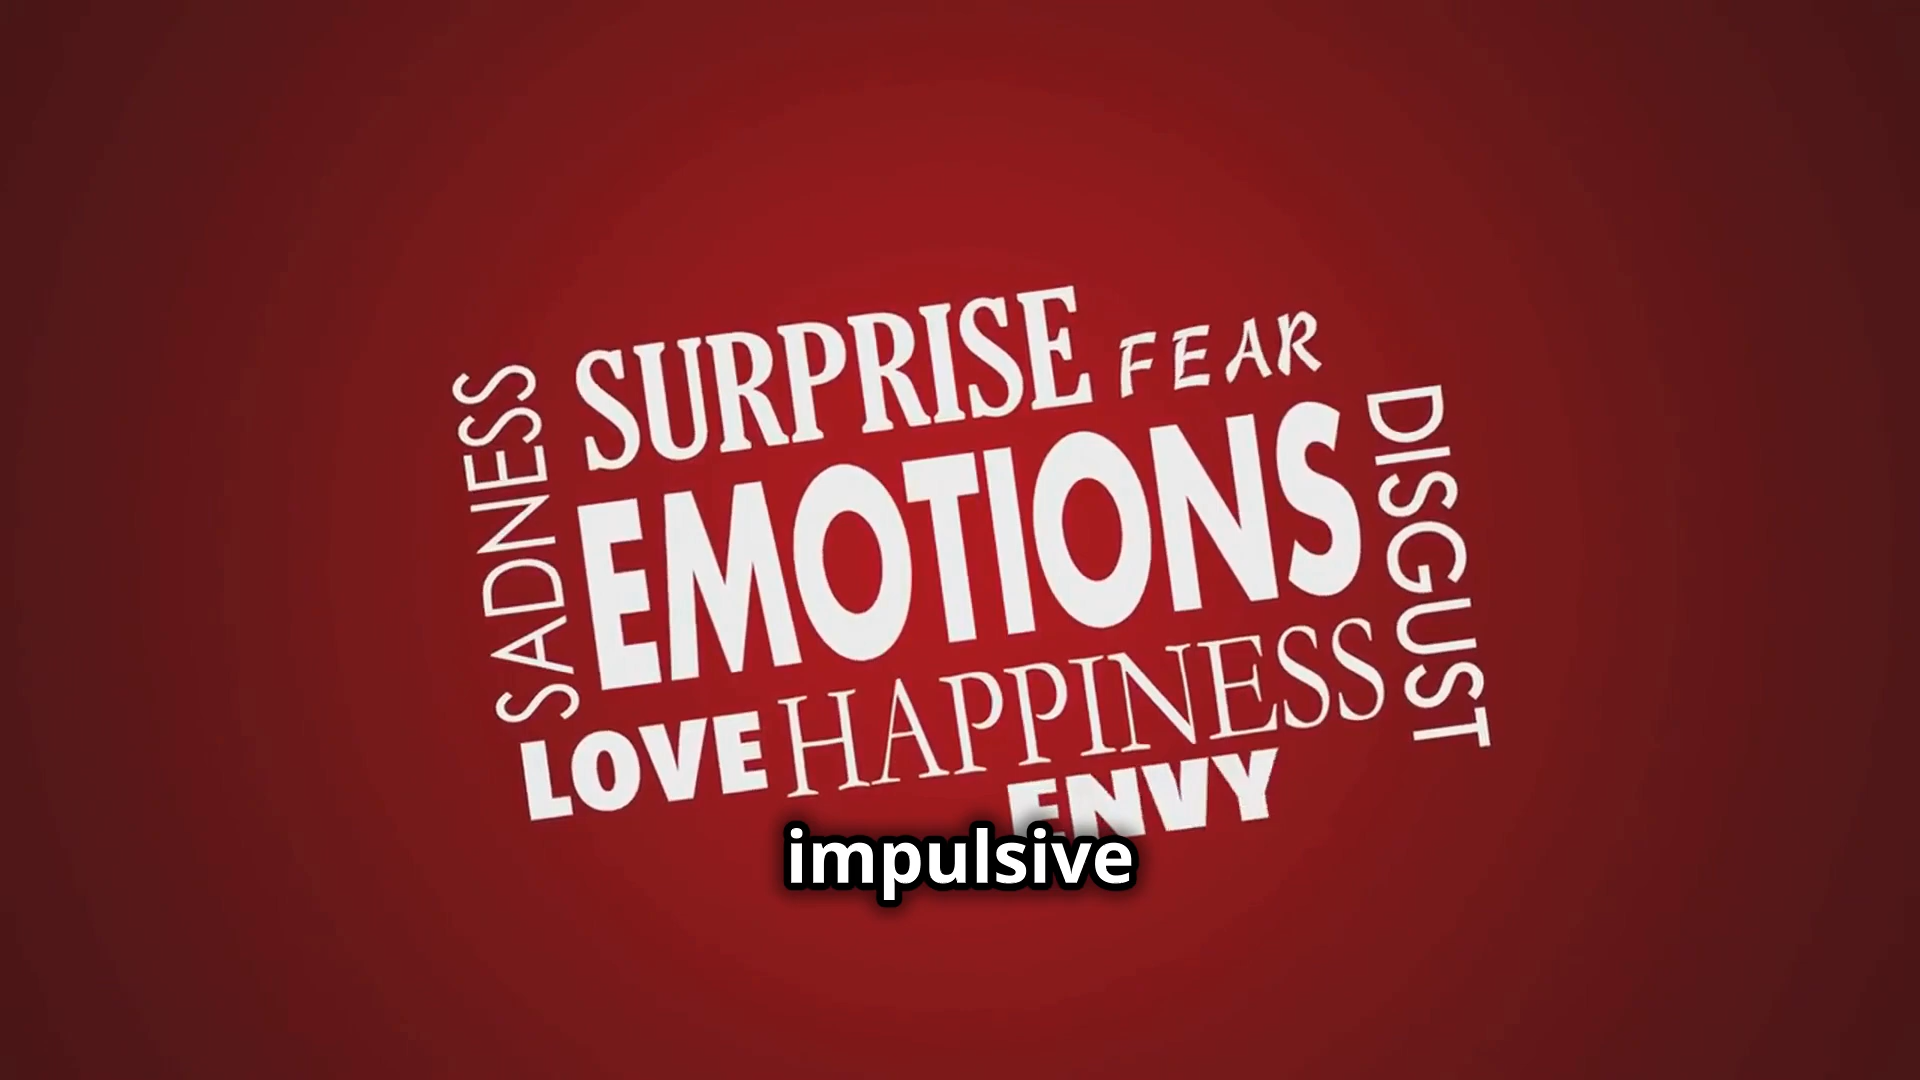 SURPRISE FEAR
SADNESS
EMOTIONS
DISGUST
LOVE HAPPINESS
ENVY
impulsive